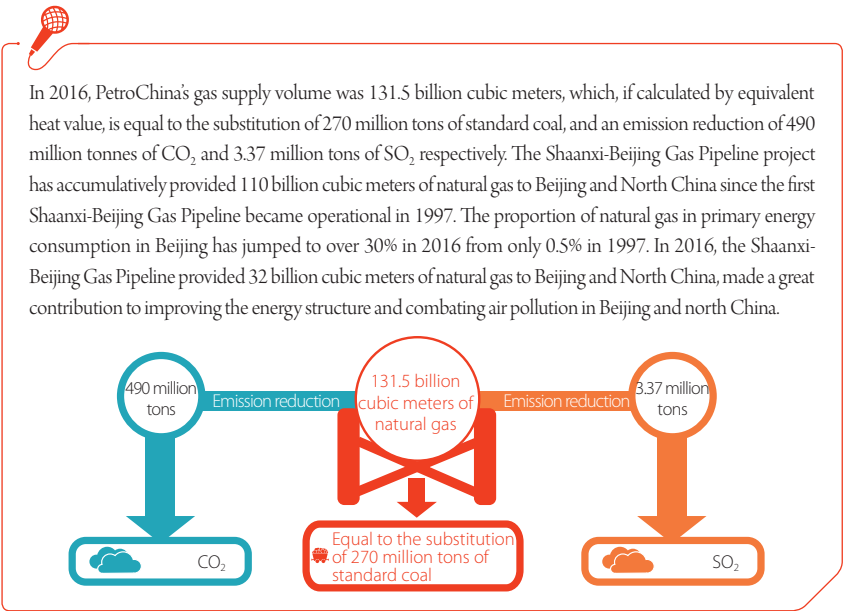 In 2016, PetroChina’s gas supply volume was 131.5 billion cubic meters, which, if calculated by equivalent
heat value, is equal to the substitution of 270 million tons of standard coal, and an emission reduction of 490
million tonnes of CO₂ and 3.37 million tons of SO₂ respectively. The Shaanxi-Beijing Gas Pipeline project
has accumulatively provided 110 billion cubic meters of natural gas to Beijing and North China since the first
Shaanxi-Beijing Gas Pipeline became operational in 1997. The proportion of natural gas in primary energy
consumption in Beijing has jumped to over 30% in 2016 from only 0.5% in 1997. In 2016, the Shaanxi-
Beijing Gas Pipeline provided 32 billion cubic meters of natural gas to Beijing and North China, made a great
contribution to improving the energy structure and combating air pollution in Beijing and north China.
490 million
tons
Emission reduction
131.5 billion
cubic meters of
natural gas
Emission reduction
3.37 million
tons
CO₂
Equal to the substitution
of 270 million tons of
standard coal
SO₂